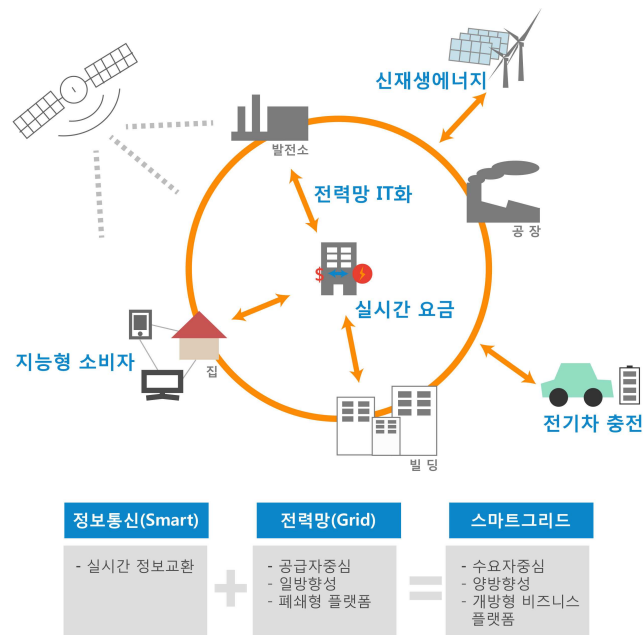 신재생에너지
발전소
전력망 IT화
공 장
$
실시간 요금
지능형 소비자
집
전기차 충전
빌 딩
정보통신(Smart)
- 실시간 정보교환
+
전력망(Grid)
- 공급자중심
- 일방향성
- 폐쇄형 플랫폼
=
스마트그리드
- 수요자중심
- 양방향성
- 개방형 비즈니스
플랫폼